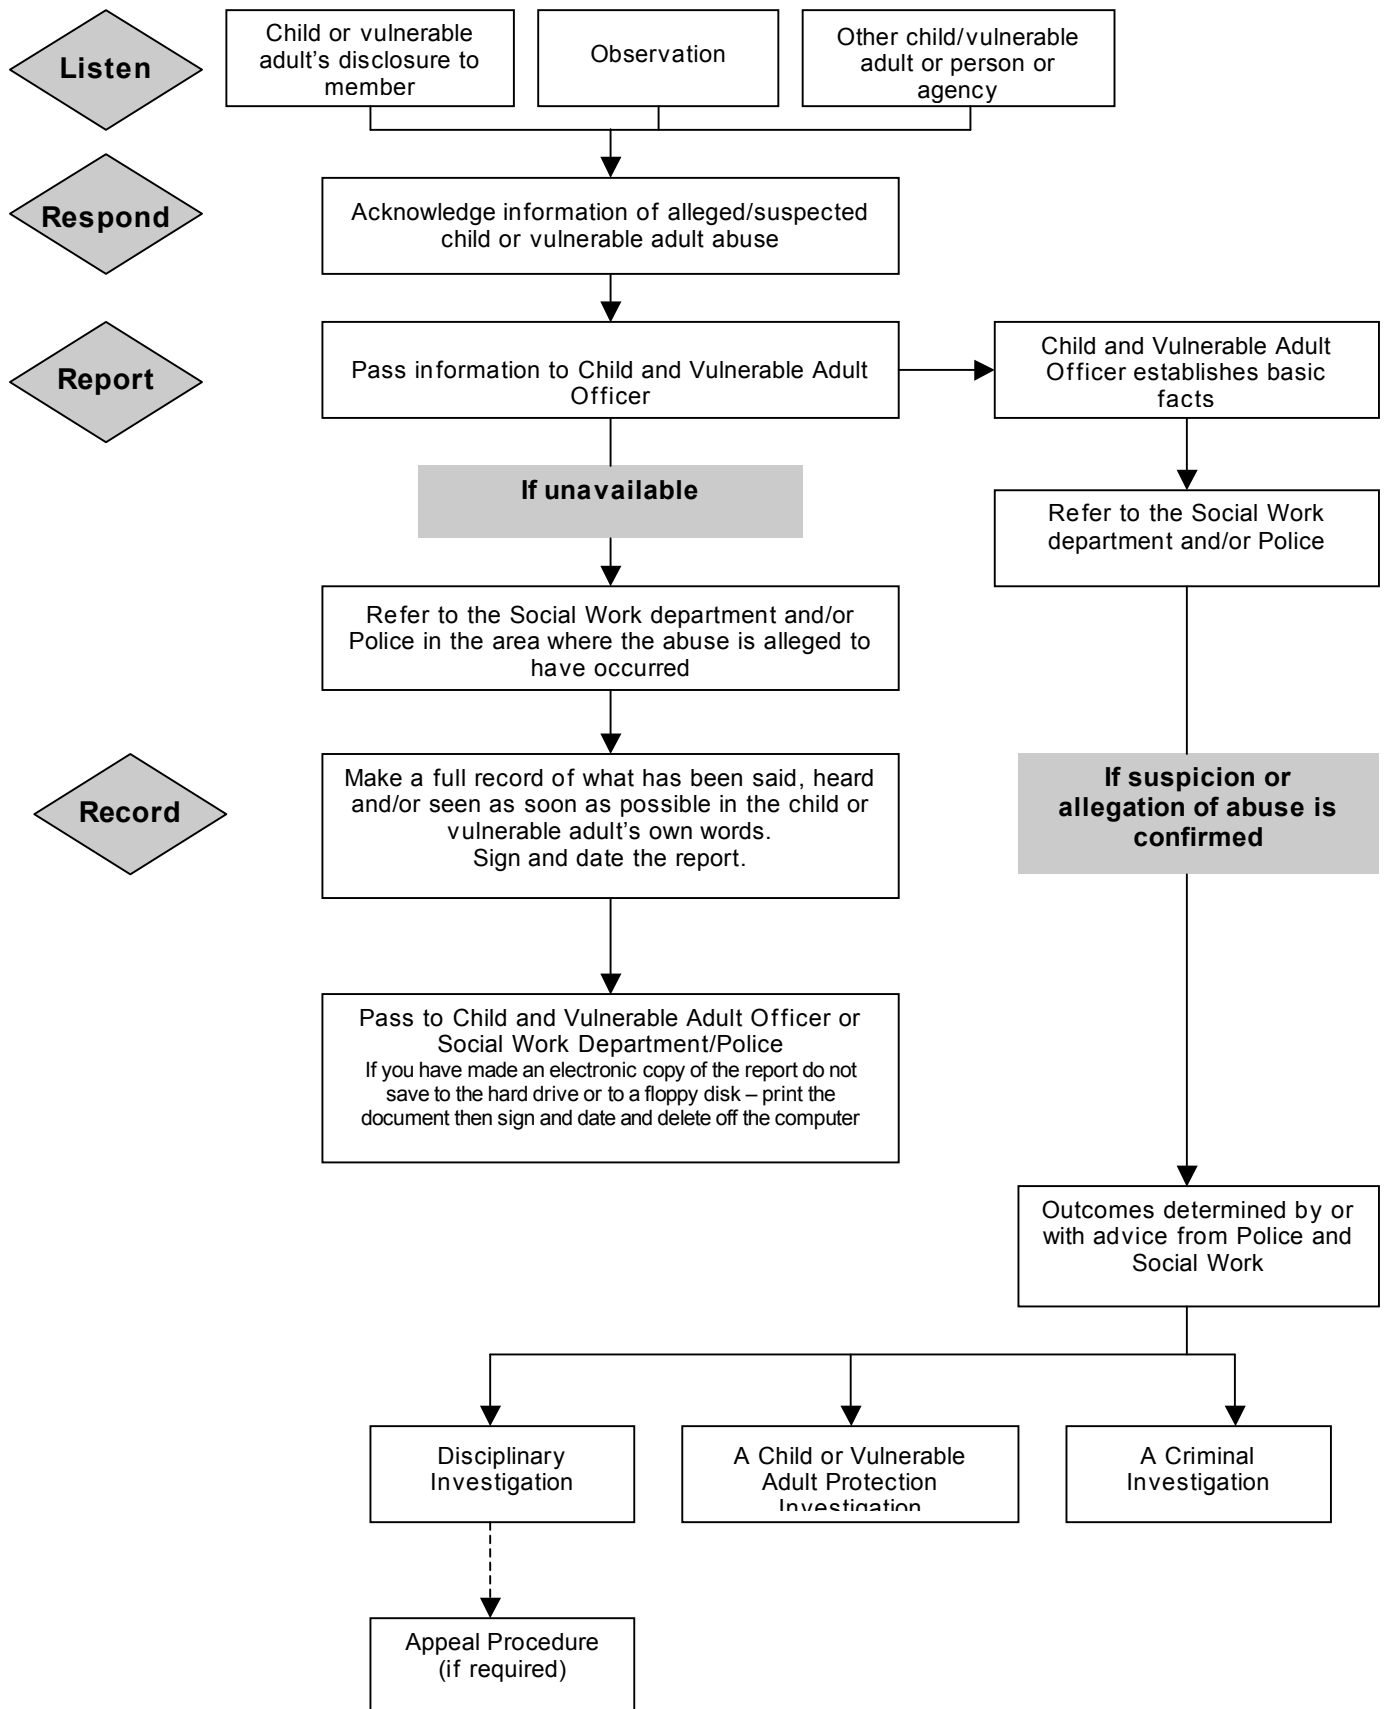 Listen
Child or vulnerable
adult's disclosure to
member
Observation
Other child/vulnerable
adult or person or
agency
Respond
Acknowledge information of alleged/suspected
child or vulnerable adult abuse
Report
Pass information to Child and Vulnerable Adult
Officer
Child and Vulnerable Adult
Officer establishes basic
facts
If unavailable
Refer to the Social Work
department and/or Police
Refer to the Social Work department and/or
Police in the area where the abuse is alleged to
have occurred
Record
Make a full record of what has been said, heard
and/or seen as soon as possible in the child or
vulnerable adult's own words.
Sign and date the report.
If suspicion or
allegation of abuse is
confirmed
Pass to Child and Vulnerable Adult Officer or
Social Work Department/Police
If you have made an electronic copy of the report do not
save to the hard drive or to a floppy disk – print the
document then sign and date and delete off the computer
Outcomes determined by or
with advice from Police and
Social Work
Disciplinary
Investigation
A Child or Vulnerable
Adult Protection
Investigation
A Criminal
Investigation
Appeal Procedure
(if required)